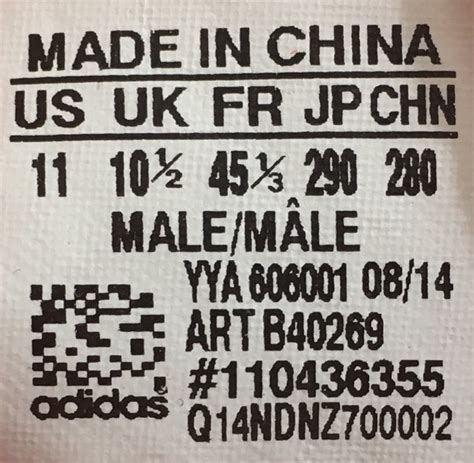 MADE IN CHINA
US UK FR JP CHN
11 10½ 45⅓ 290 280
MALE/MÂLE
YYA 606001 08/14
ART B40269
#110436355
adidas®
Q14NDNZ700002